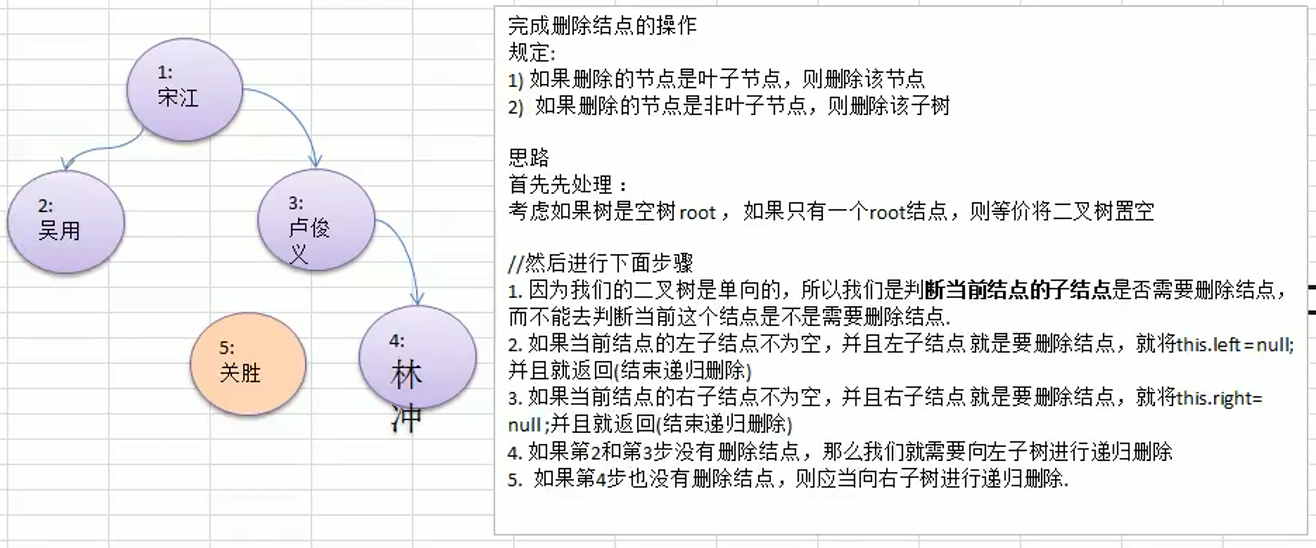 1:
宋江
2:
吴用
3:
卢俊
义
5:
关胜
4:
林
冲
完成删除结点的操作
规定:
1) 如果删除的节点是叶子节点，则删除该节点
2) 如果删除的节点是非叶子节点，则删除该子树
思路
首先先处理：
考虑如果树是空树root，如果只有一个root结点，则等价将二叉树置空
//然后进行下面步骤
1. 因为我们的二叉树是单向的，所以我们是判断当前结点的子结点是否需要删除结点，
而不能去判断当前这个结点是不是需要删除结点.
2. 如果当前结点的左子结点不为空，并且左子结点 就是要删除结点，就将this.left=null;
并且就返回(结束递归删除)
3. 如果当前结点的右子结点不为空，并且右子结点 就是要删除结点，就将this.right=
null ;并且就返回(结束递归删除)
4. 如果第2和第3步没有删除结点，那么我们就需要向左子树进行递归删除
5. 如果第4步也没有删除结点，则应当向右子树进行递归删除.